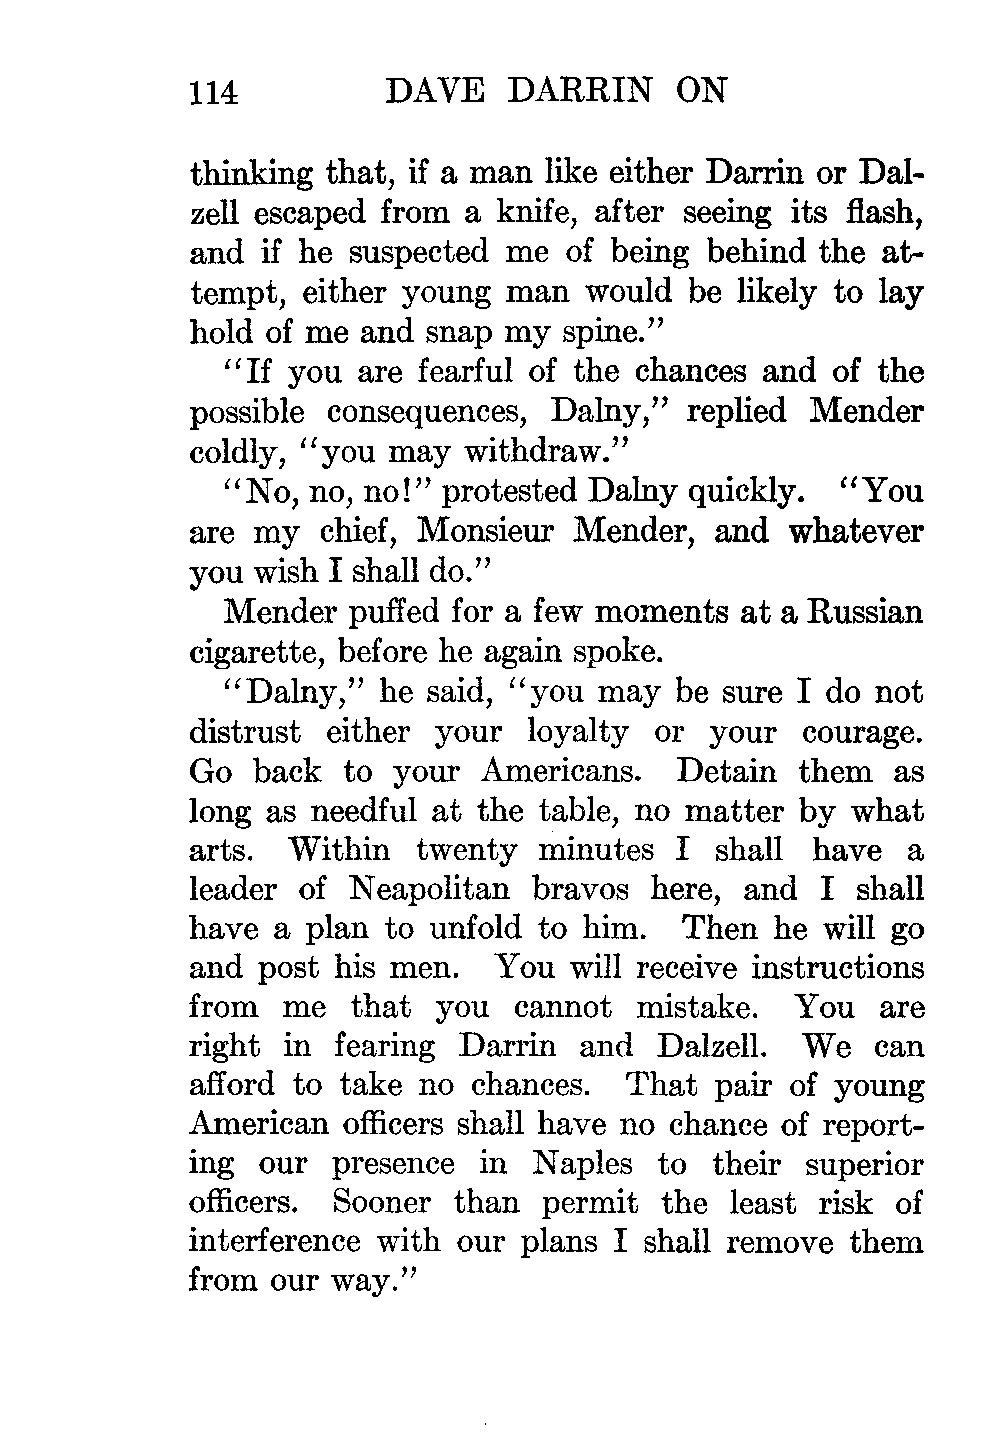 114 DAVE DARRIN ON
thinking that, if a man like either Darrin or Dal-
zell escaped from a knife, after seeing its flash,
and if he suspected me of being behind the at-
tempt, either young man would be likely to lay
hold of me and snap my spine.”
“If you are fearful of the chances and of the
possible consequences, Dalny,” replied Mender
coldly, “you may withdraw.”
“No, no, no!” protested Dalny quickly. “You
are my chief, Monsieur Mender, and whatever
you wish I shall do.”
Mender puffed for a few moments at a Russian
cigarette, before he again spoke.
“Dalny,” he said, “you may be sure I do not
distrust either your loyalty or your courage.
Go back to your Americans. Detain them as
long as needful at the table, no matter by what
arts. Within twenty minutes I shall have a
leader of Neapolitan bravos here, and I shall
have a plan to unfold to him. Then he will go
and post his men. You will receive instructions
from me that you cannot mistake. You are
right in fearing Darrin and Dalzell. We can
afford to take no chances. That pair of young
American officers shall have no chance of report-
ing our presence in Naples to their superior
officers. Sooner than permit the least risk of
interference with our plans I shall remove them
from our way.”